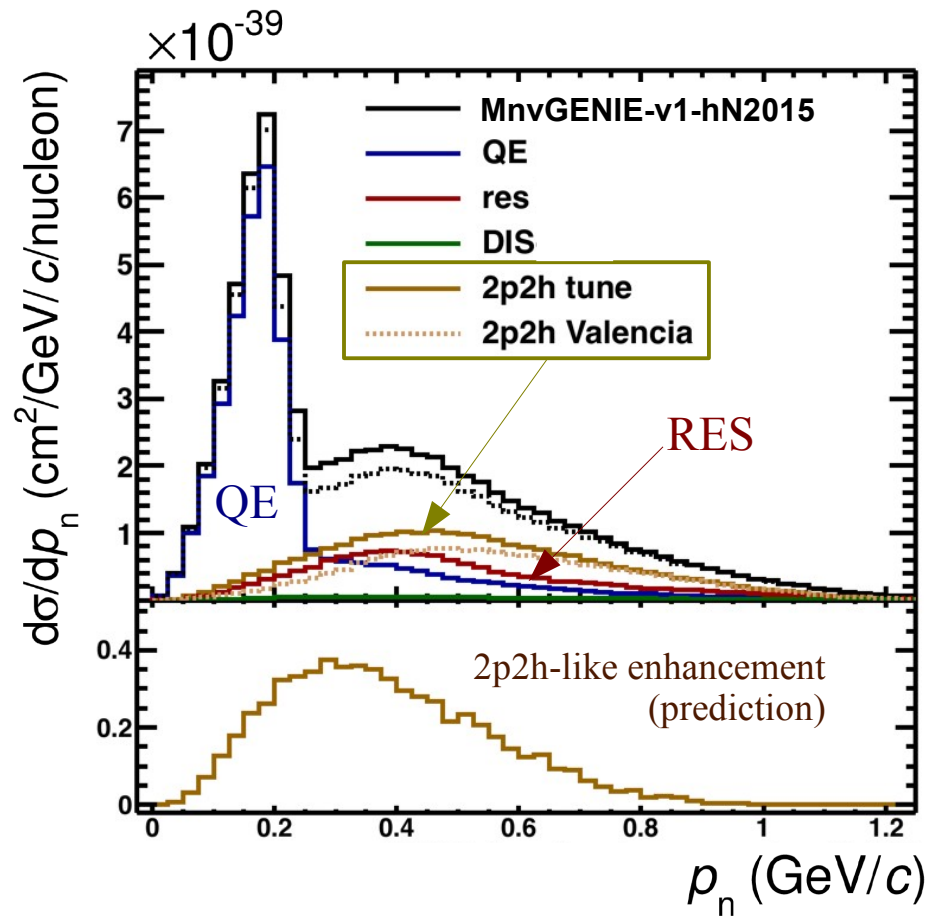 ×10⁻³⁹
dσ/dpₙ (cm²/GeV/c/nucleon)
7
6
5
4
3
2
1
MnvGENIE-v1-hN2015
QE
res
DIS
2p2h tune
2p2h Valencia
RES
QE
0.4
0.2
0
2p2h-like enhancement
(prediction)
0 0.2 0.4 0.6 0.8 1 1.2
pₙ (GeV/c)